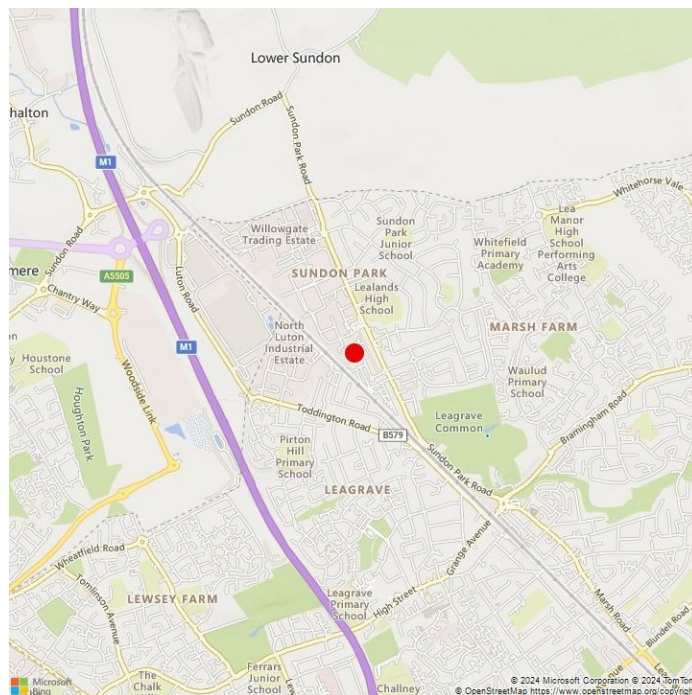 Lower Sundon
halton
Sundon Road
Sundon Park Road
M1
Whitehorse Vale
Lea
Manor
High
School
Performing
Arts
College
Sundon
Park
Junior
School
Willowgate
Trading Estate
Whitefield
Primary
Academy
Sundon Road
mere
A5505
Luton Road
SUNDON PARK
Lealands
High
School
Chantry Way
MARSH FARM
North
Luton
Industrial
Estate
M1
Houstone
School
Woodside Link
Waulud
Primary
School
Houghton Park
Bramingham Road
Toddington Road
Leagrave
Common
B579
Pirton
Hill
Primary
School
Sundon Park Road
LEAGRAVE
Grange Avenue
Wheatfield Road
Tomlinson Avenue
LEWSEY FARM
Leagrave
Primary
School
High Street
Marsh Road
Blundell Road
Ferrars
Junior
School
The
Chalk
Challney
Avenue
Microsoft
Bing
© 2024 Microsoft Corporation © 2024 TomTom
© OpenStreetMap https://www.openstreetmap.org/copyrig